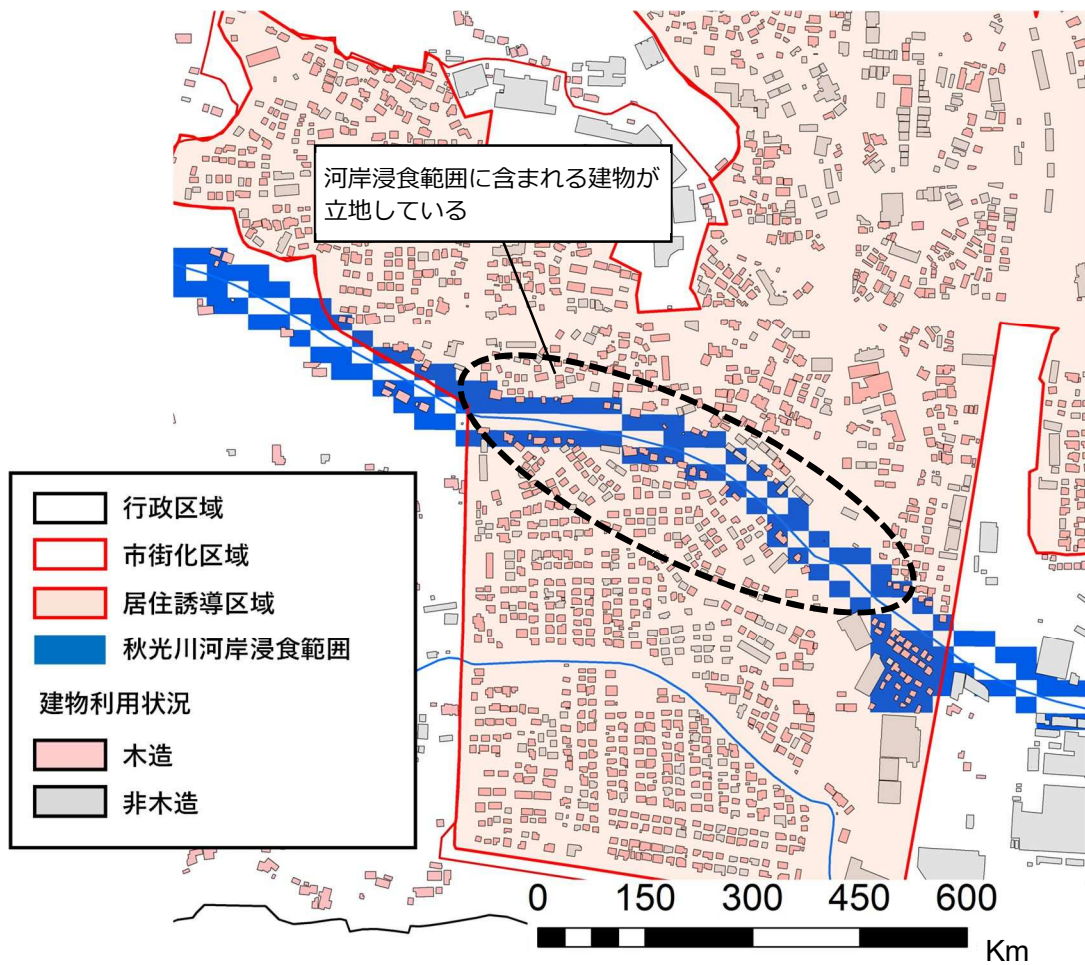 河岸浸食範囲に含まれる建物が
立地している
行政区域
市街化区域
居住誘導区域
秋光川河岸浸食範囲
建物利用状況
木造
非木造
0 150 300 450 600
Km